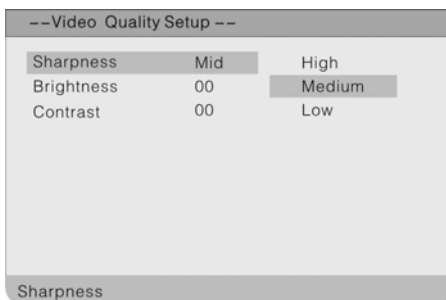 --Video Quality Setup --
Sharpness Mid High
Brightness 00 Medium
Contrast 00 Low
Sharpness